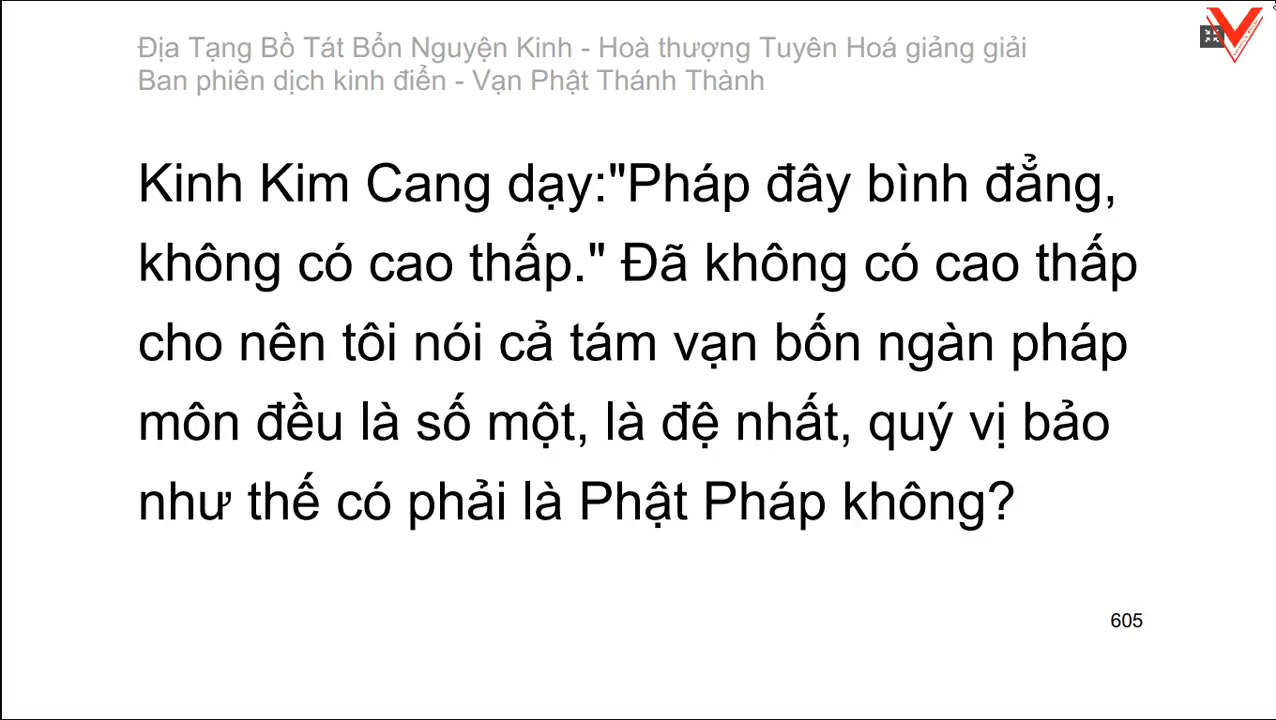 Địa Tạng Bồ Tát Bổn Nguyện Kinh - Hoà thượng Tuyên Hoá giảng giải
Ban phiên dịch kinh điển - Vạn Phật Thánh Thành
Kinh Kim Cang dạy:"Pháp đây bình đẳng,
không có cao thấp." Đã không có cao thấp
cho nên tôi nói cả tám vạn bốn ngàn pháp
môn đều là số một, là đệ nhất, quý vị bảo
như thế có phải là Phật Pháp không?
605